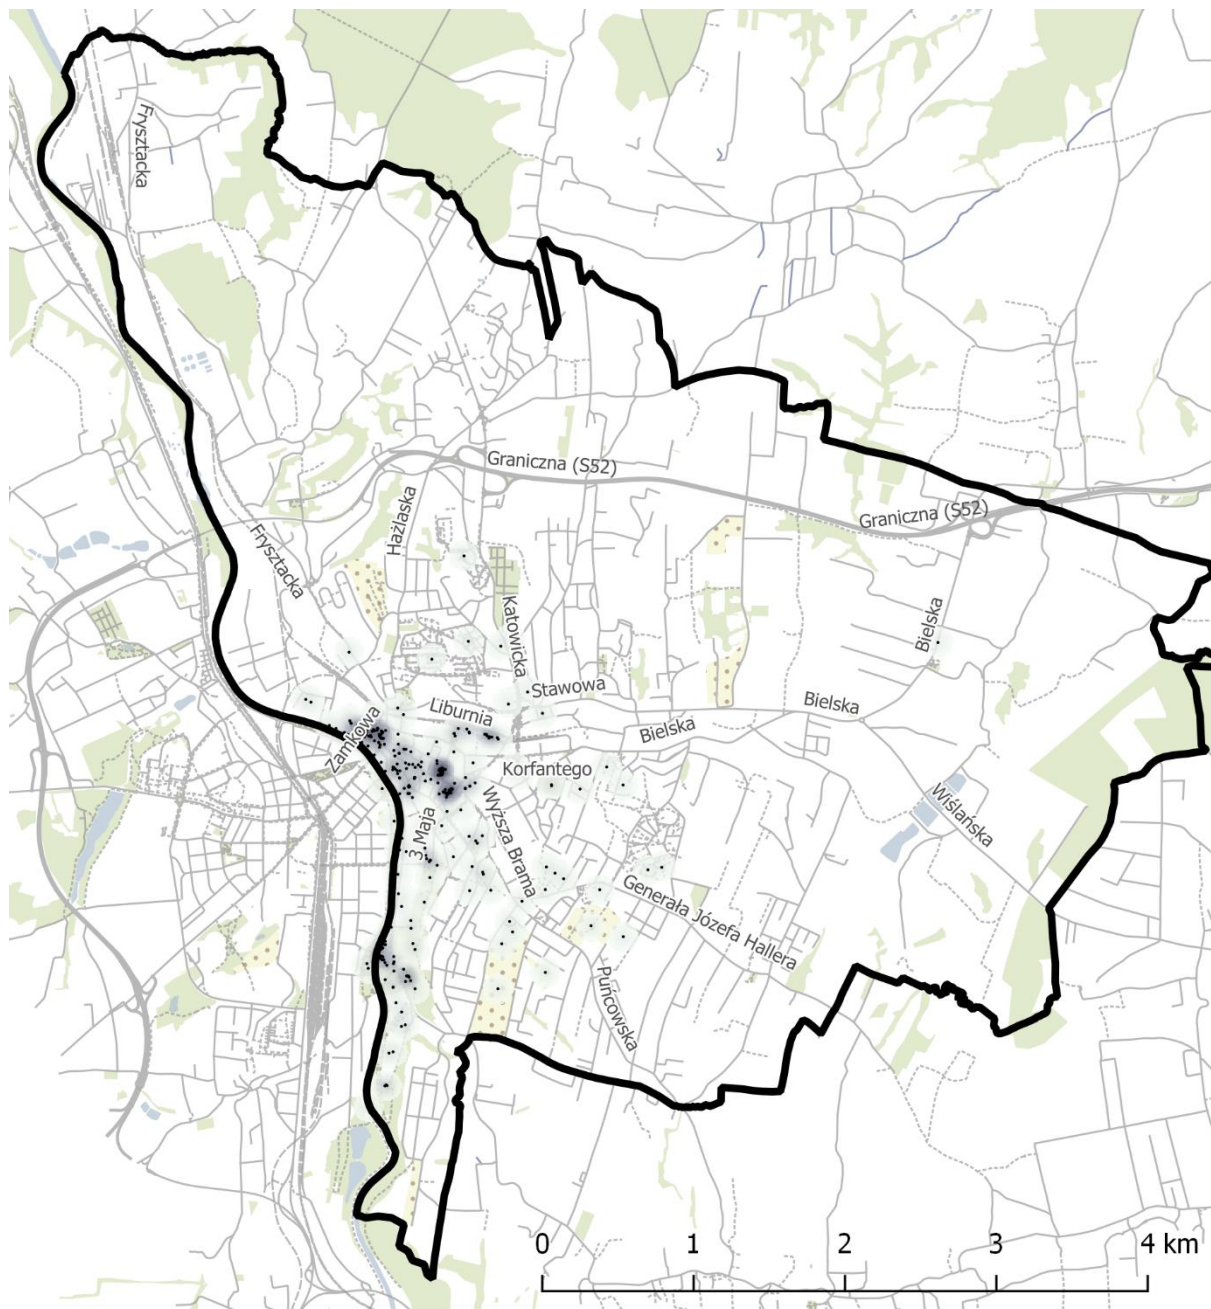 Frysztacka
Graniczna (S52)
Graniczna (S52)
Hażlaska
Frysztacka
Katowicka
Bielska
Stawowa
Liburnia
Zamkowa
Bielska
Bielska
Korfantego
Wiślańska
3 Maja
Wyższa Brama
Generała Józefa Hallera
Puńcowska
0 1 2 3 4 km